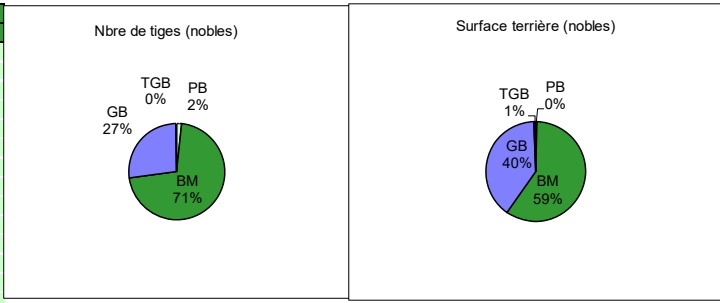 Nbre de tiges (nobles)
TGB
0%
PB
2%
GB
27%
BM
71%
Surface terrière (nobles)
TGB
1%
PB
0%
GB
40%
BM
59%